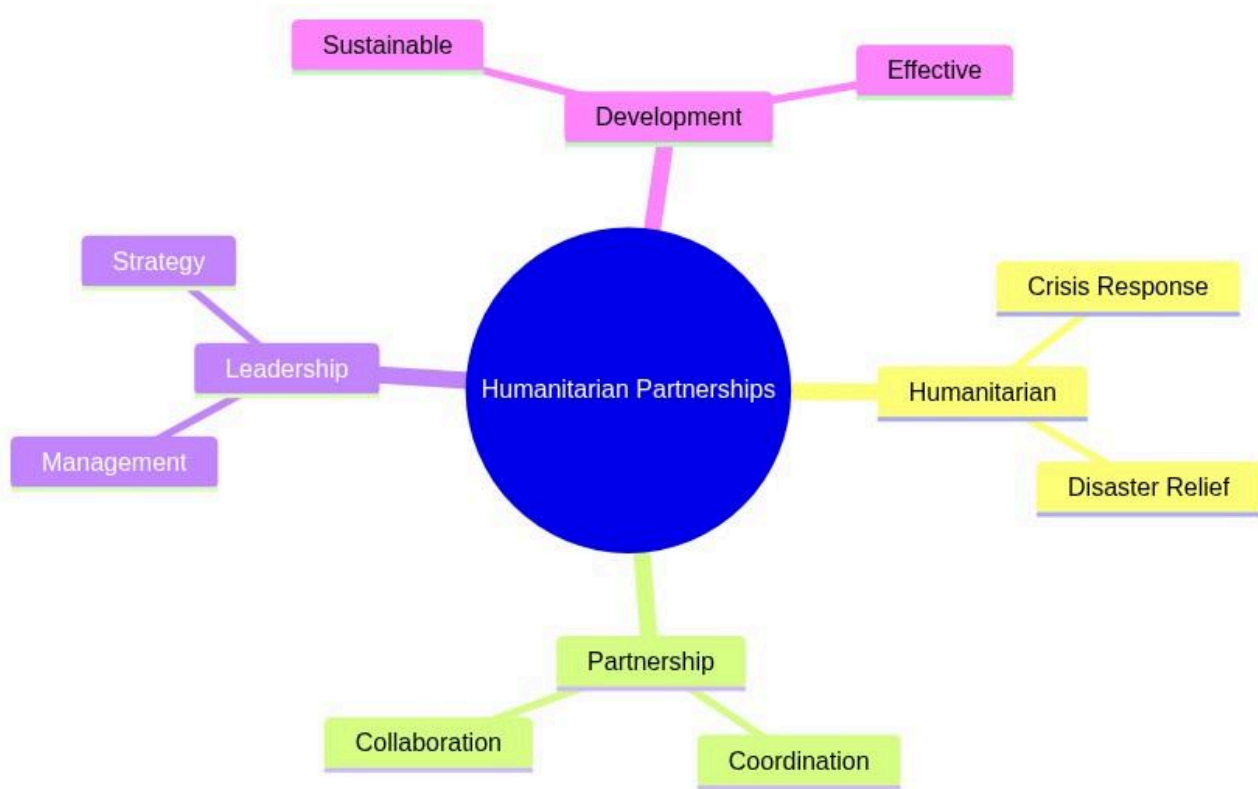 Sustainable
Effective
Development
Strategy
Crisis Response
Leadership
Humanitarian Partnerships
Humanitarian
Management
Disaster Relief
Partnership
Collaboration
Coordination